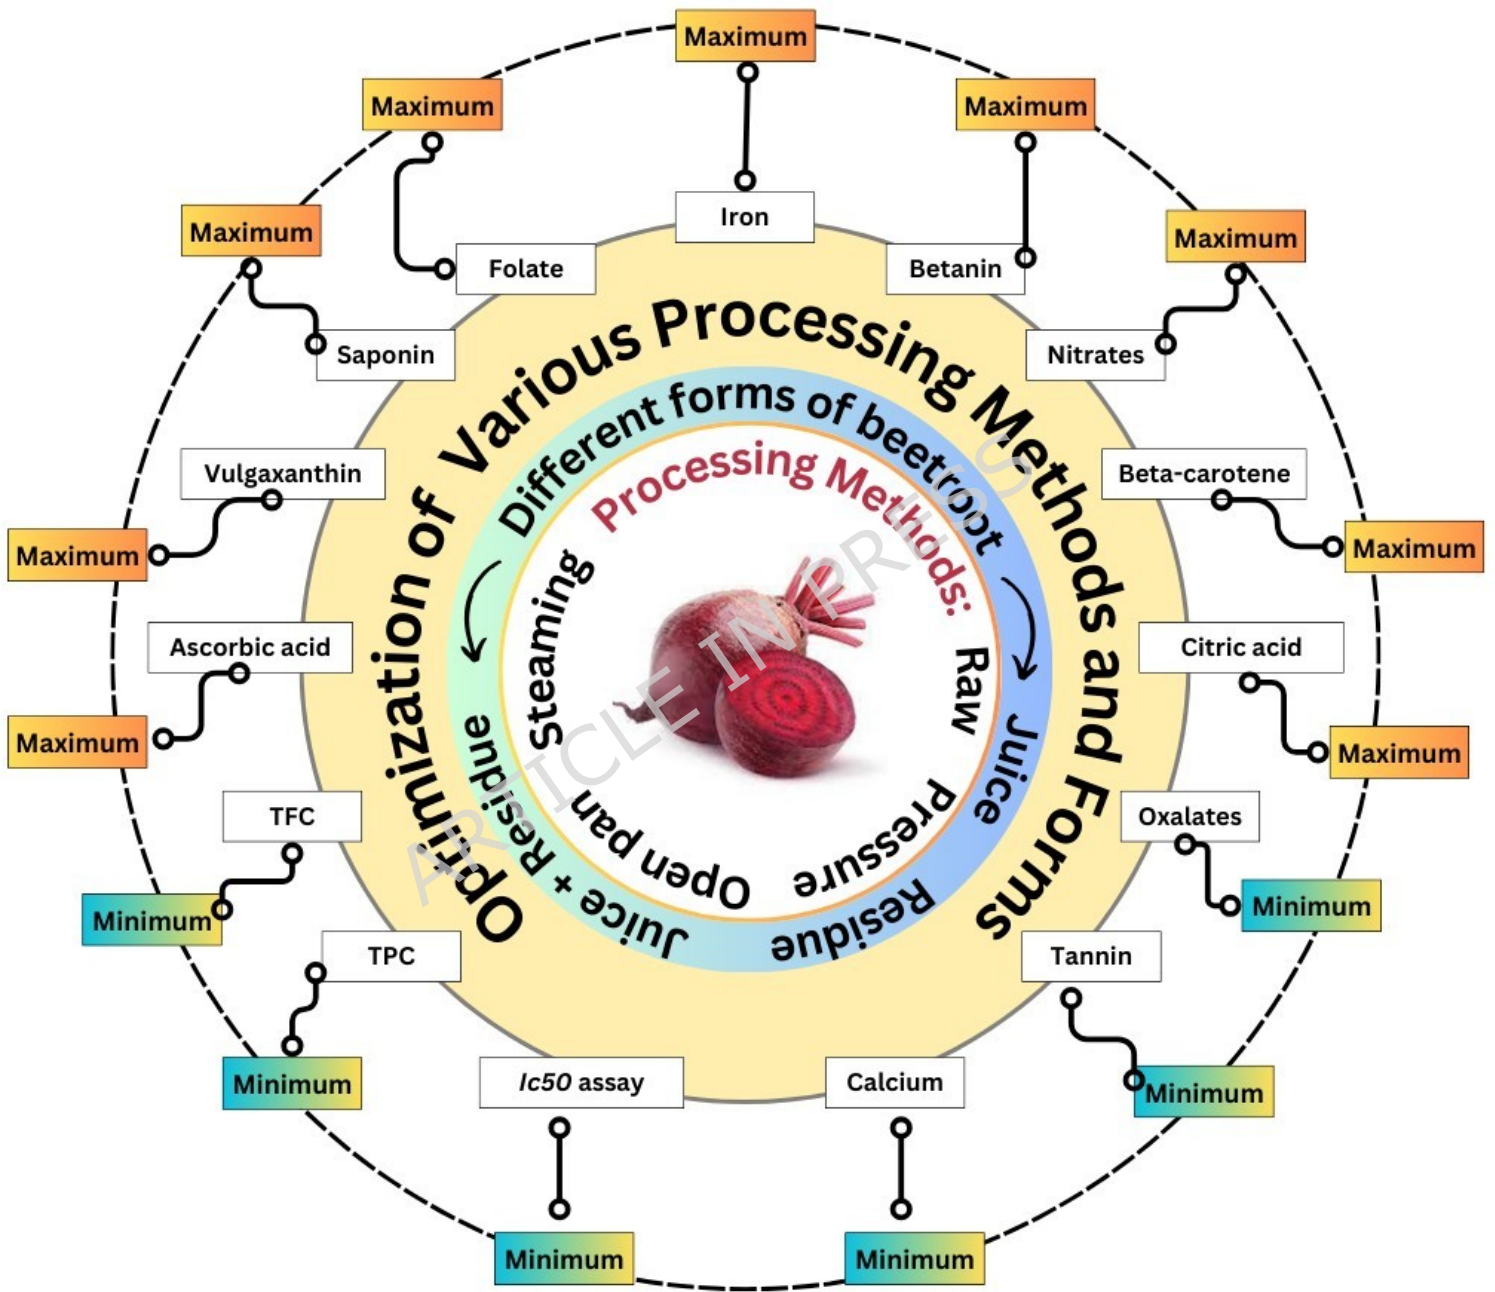 Maximum
Maximum
Maximum
Maximum
Maximum
Iron
Folate
Betanin
Saponin
Nitrates
Vulgaxanthin
Beta-carotene
Maximum
Maximum
Ascorbic acid
Citric acid
Maximum
Maximum
TFC
Oxalates
Minimum
Minimum
TPC
Tannin
Minimum
Minimum
Ic50 assay
Calcium
Minimum
Minimum
Optimization of Various Processing Methods and Forms
Different forms of beetroot
Juice
Residue
Juice + Residue
Processing Methods:
Raw
Pressure
Open pan
Steaming
ARTICLE IN PRESS